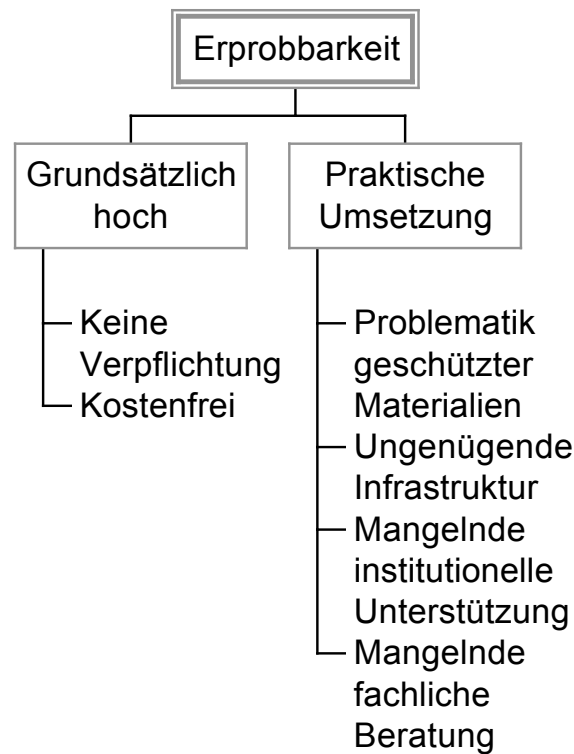 Erprobbarkeit
Grundsätzlich
hoch
Keine
Verpflichtung
Kostenfrei
Praktische
Umsetzung
Problematik
geschützter
Materialien
Ungenügende
Infrastruktur
Mangelnde
institutionelle
Unterstützung
Mangelnde
fachliche
Beratung